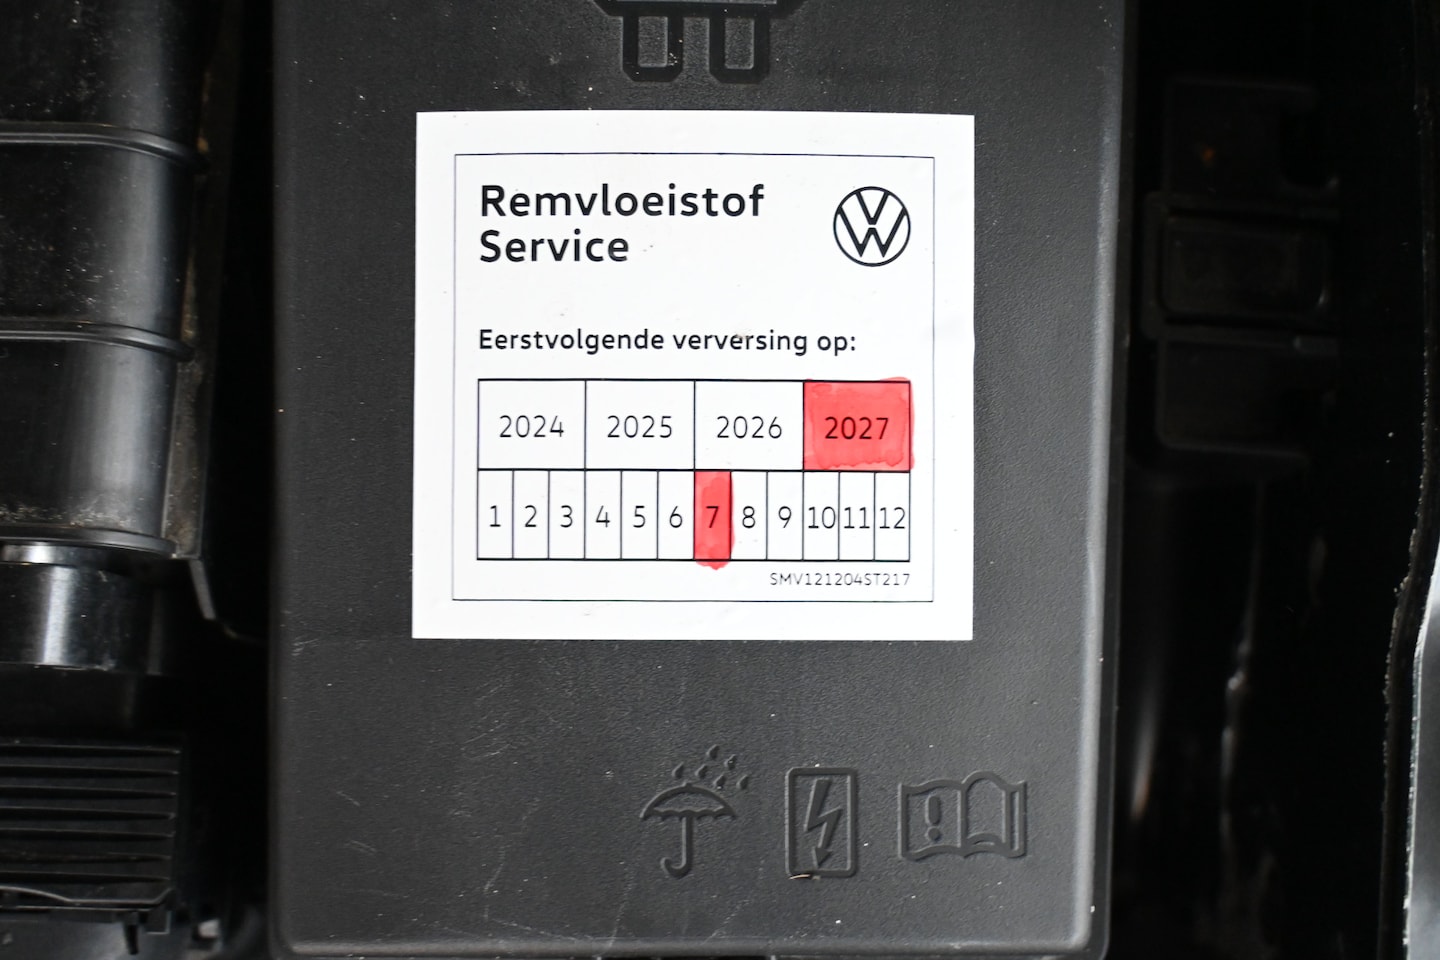 Remvloeistof
Service
Eerstvolgende verversing op:
2024 2025 2026 2027
1 2 3 4 5 6 7 8 9 10 11 12
SMV121204ST217